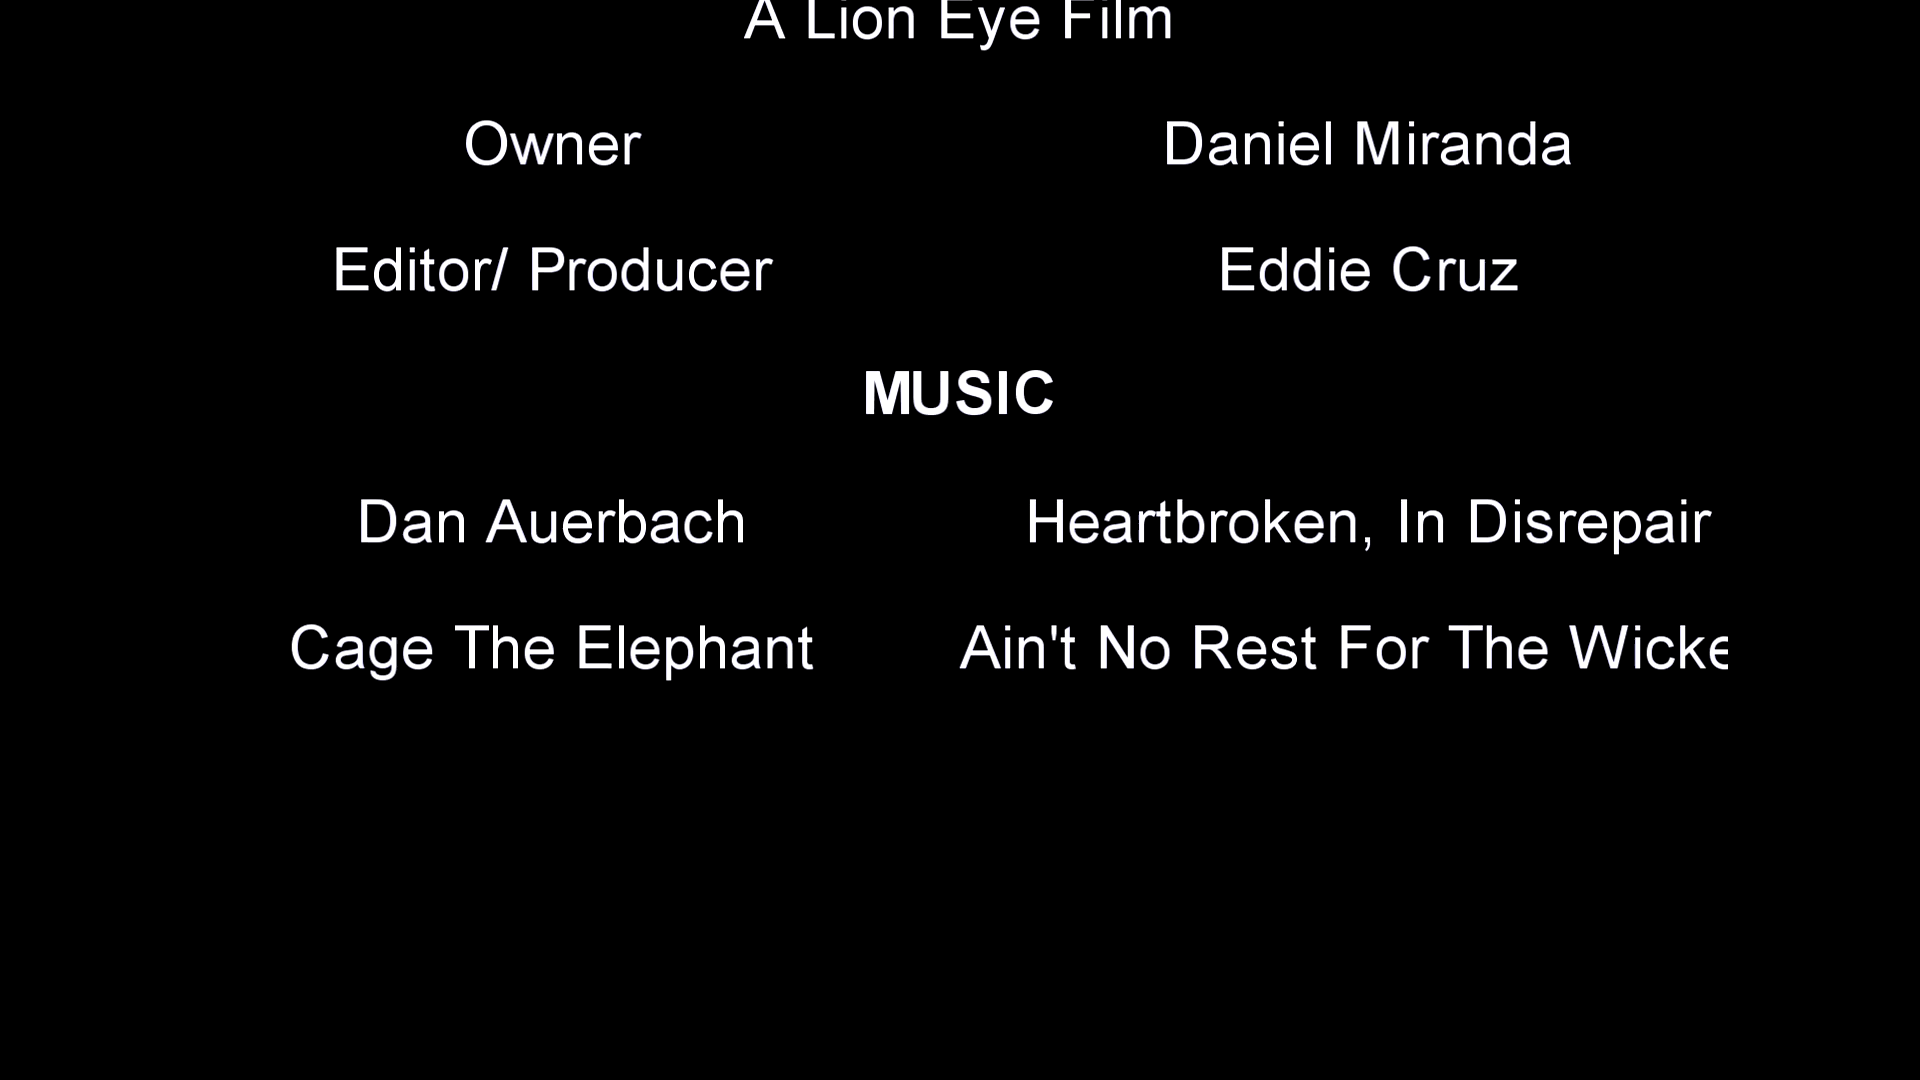 A Lion Eye Film
Owner Daniel Miranda
Editor/ Producer Eddie Cruz
MUSIC
Dan Auerbach Heartbroken, In Disrepair
Cage The Elephant Ain't No Rest For The Wicke